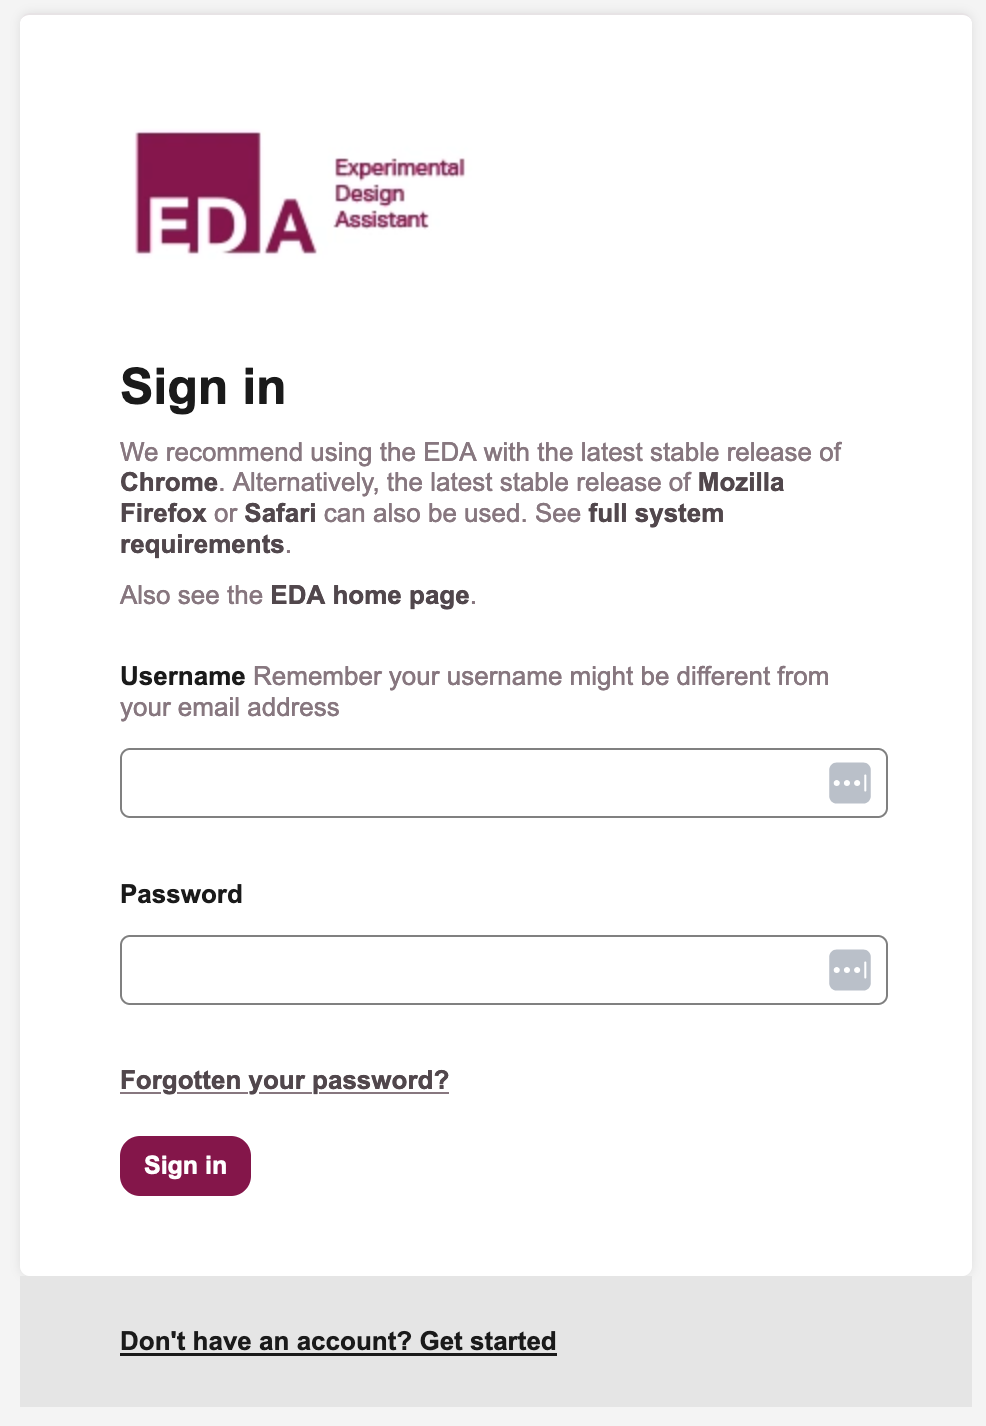 EDA
Experimental
Design
Assistant
Sign in
We recommend using the EDA with the latest stable release of
Chrome. Alternatively, the latest stable release of Mozilla
Firefox or Safari can also be used. See full system
requirements.
Also see the EDA home page.
Username Remember your username might be different from
your email address
Password
Forgotten your password?
Sign in
Don't have an account? Get started